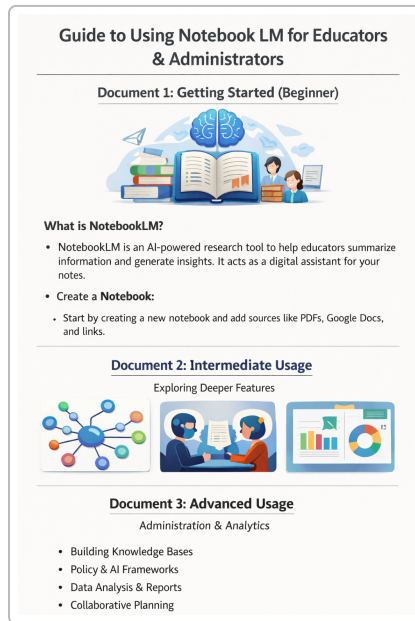 Guide to Using Notebook LM for Educators
& Administrators
Document 1: Getting Started (Beginner)
What is NotebookLM?
• NotebookLM is an AI-powered research tool to help educators summarize
information and generate insights. It acts as a digital assistant for your
notes.
• Create a Notebook:
• Start by creating a new notebook and add sources like PDFs, Google Docs,
and links.
Document 2: Intermediate Usage
Exploring Deeper Features
Document 3: Advanced Usage
Administration & Analytics
• Building Knowledge Bases
• Policy & AI Frameworks
• Data Analysis & Reports
• Collaborative Planning